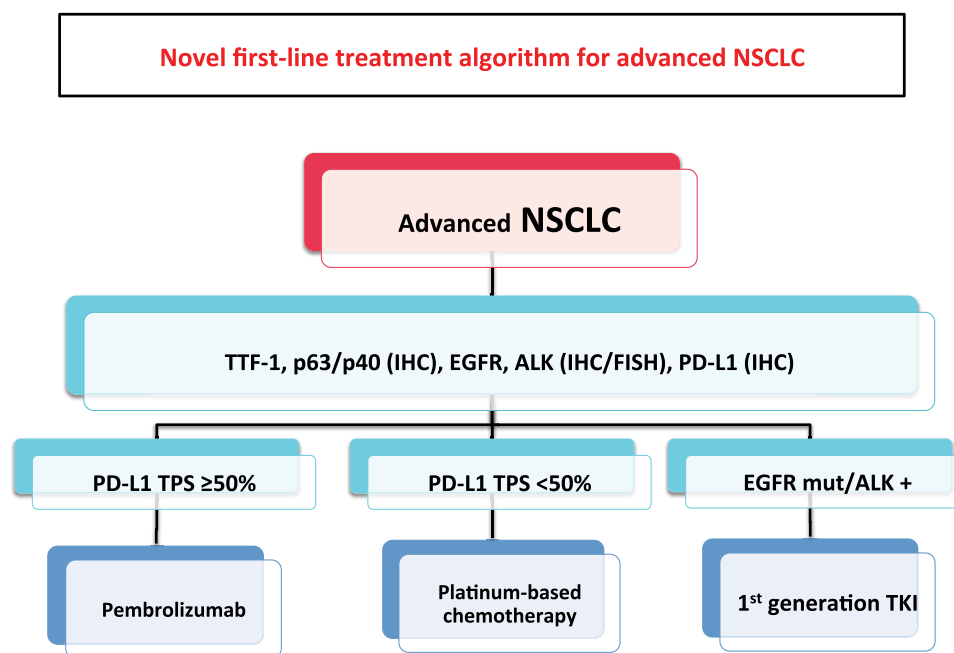 Novel first-line treatment algorithm for advanced NSCLC
Advanced NSCLC
TTF-1, p63/p40 (IHC), EGFR, ALK (IHC/FISH), PD-L1 (IHC)
PD-L1 TPS ≥50%
PD-L1 TPS <50%
EGFR mut/ALK +
Pembrolizumab
Platinum-based
chemotherapy
1st generation TKI